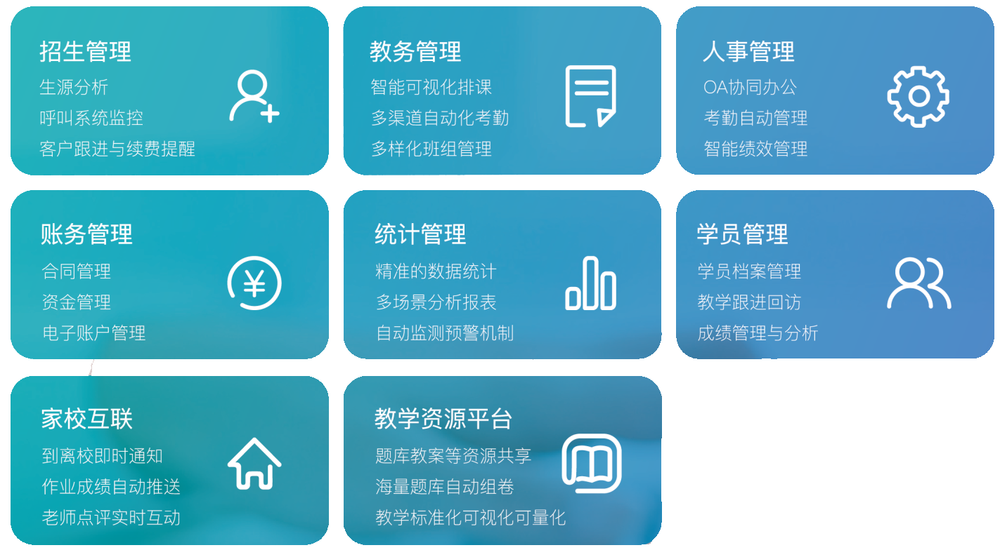 招生管理
生源分析
呼叫系统监控
客户跟进与续费提醒
教务管理
智能可视化排课
多渠道自动化考勤
多样化班组管理
人事管理
OA协同办公
考勤自动管理
智能绩效管理
账务管理
合同管理
资金管理
电子账户管理
统计管理
精准的数据统计
多场景分析报表
自动监测预警机制
学员管理
学员档案管理
教学跟进回访
成绩管理与分析
家校互联
到离校即时通知
作业成绩自动推送
老师点评实时互动
教学资源平台
题库教案等资源共享
海量题库自动组卷
教学标准化可视化可量化